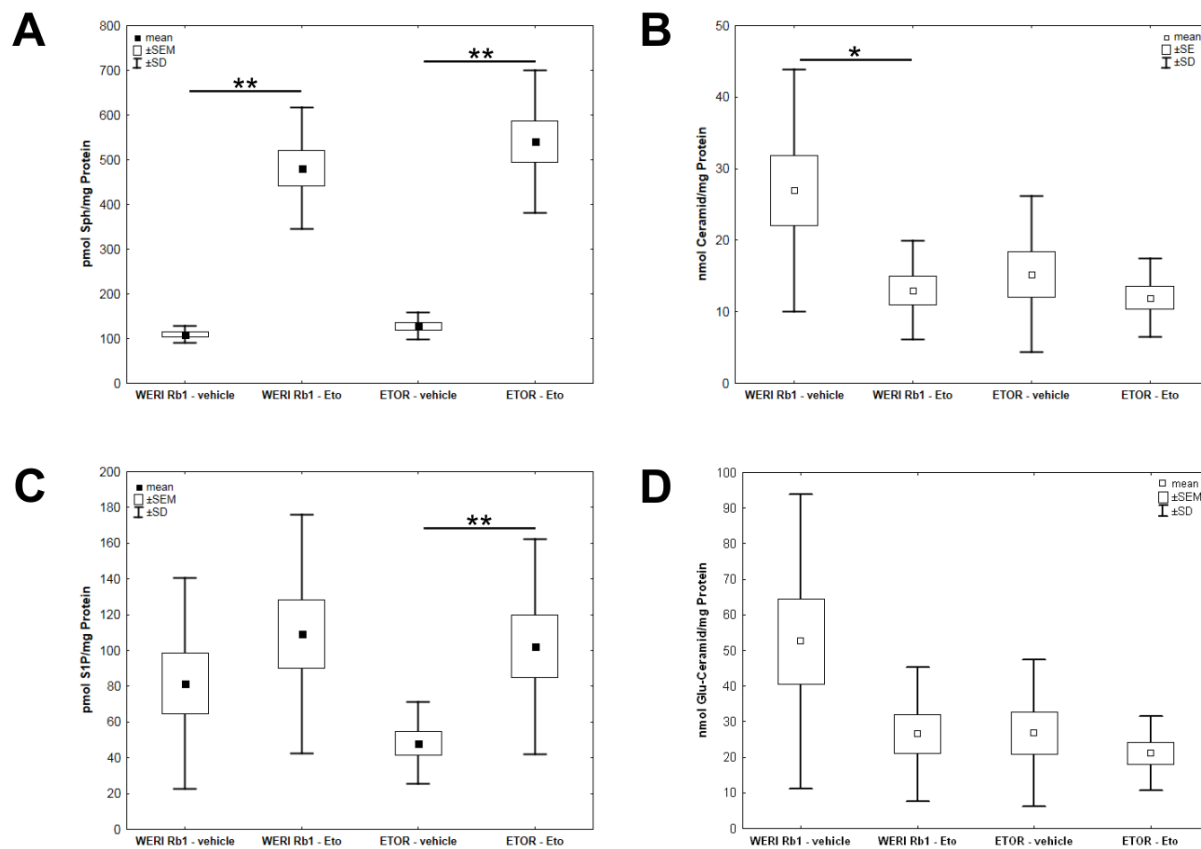 A
pmol Sph/mg Protein
800
700
600
500
400
300
200
100
0
mean
±SEM
±SD
**
**
WERI Rb1 - vehicle
WERI Rb1 - Eto
ETOR - vehicle
ETOR - Eto
B
nmol Ceramid/mg Protein
50
40
30
20
10
0
mean
±SE
±SD
*
WERI Rb1 - vehicle
WERI Rb1 - Eto
ETOR - vehicle
ETOR - Eto
C
pmol S1P/mg Protein
200
180
160
140
120
100
80
60
40
20
0
mean
±SEM
±SD
**
WERI Rb1 - vehicle
WERI Rb1 - Eto
ETOR - vehicle
ETOR - Eto
D
nmol Glu-Ceramid/mg Protein
100
90
80
70
60
50
40
30
20
10
0
mean
±SEM
±SD
WERI Rb1 - vehicle
WERI Rb1 - Eto
ETOR - vehicle
ETOR - Eto